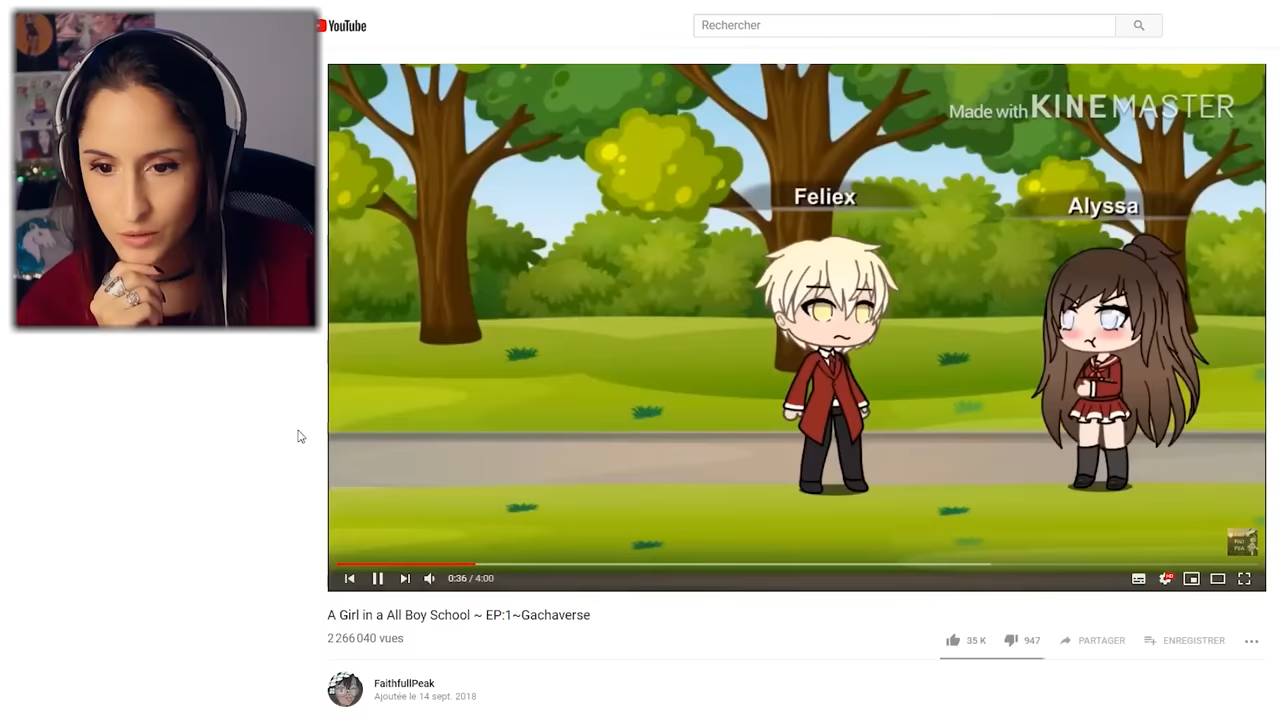 YouTube
Rechercher
Made with KINEMASTER
Feliex
Alyssa
0:36 / 4:00
HD
A Girl in a All Boy School ~ EP:1~Gachaverse
2 266 040 vues
35 K
947
PARTAGER
ENREGISTRER
FaithfullPeak
Ajoutée le 14 sept. 2018